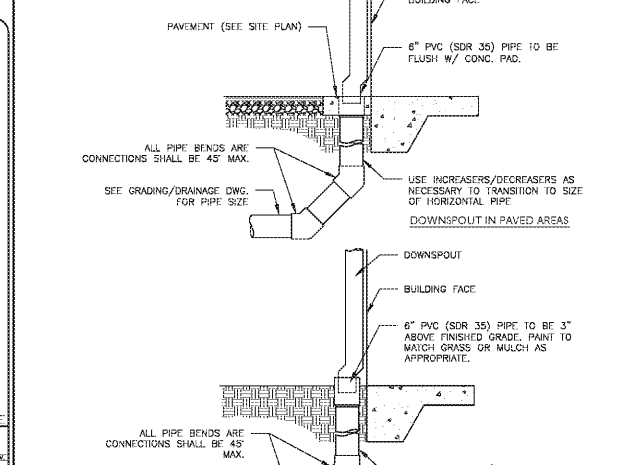 BUILDING FACE
PAVEMENT (SEE SITE PLAN)
6" PVC (SDR 35) PIPE TO BE
FLUSH W/ CONC. PAD.
ALL PIPE BENDS ARE
CONNECTIONS SHALL BE 45° MAX.
SEE GRADING/DRAINAGE DWG.
FOR PIPE SIZE
USE INCREASERS/DECREASERS AS
NECESSARY TO TRANSITION TO SIZE
OF HORIZONTAL PIPE
DOWNSPOUT IN PAVED AREAS
DOWNSPOUT
BUILDING FACE
6" PVC (SDR 35) PIPE TO BE 3"
ABOVE FINISHED GRADE. PAINT TO
MATCH GRASS OR MULCH AS
APPROPRIATE.
ALL PIPE BENDS ARE
CONNECTIONS SHALL BE 45°
MAX.